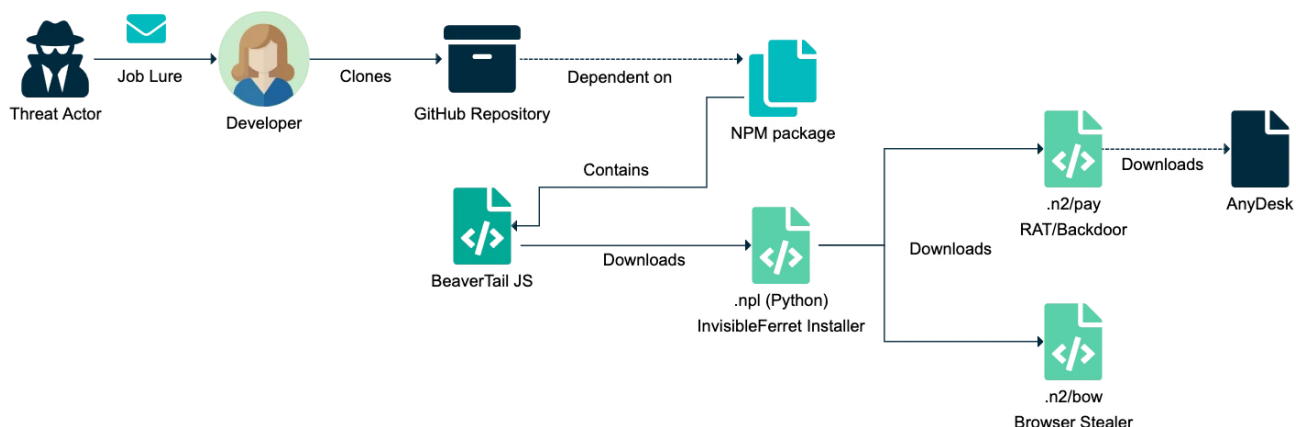 Job Lure
Threat Actor
Developer
Clones
GitHub Repository
Dependent on
NPM package
Contains
</>
BeaverTail JS
Downloads
</>
.npl (Python)
InvisibleFerret Installer
Downloads
</>
.n2/pay
RAT/Backdoor
Downloads
AnyDesk
</>
.n2/bow
Browser Stealer